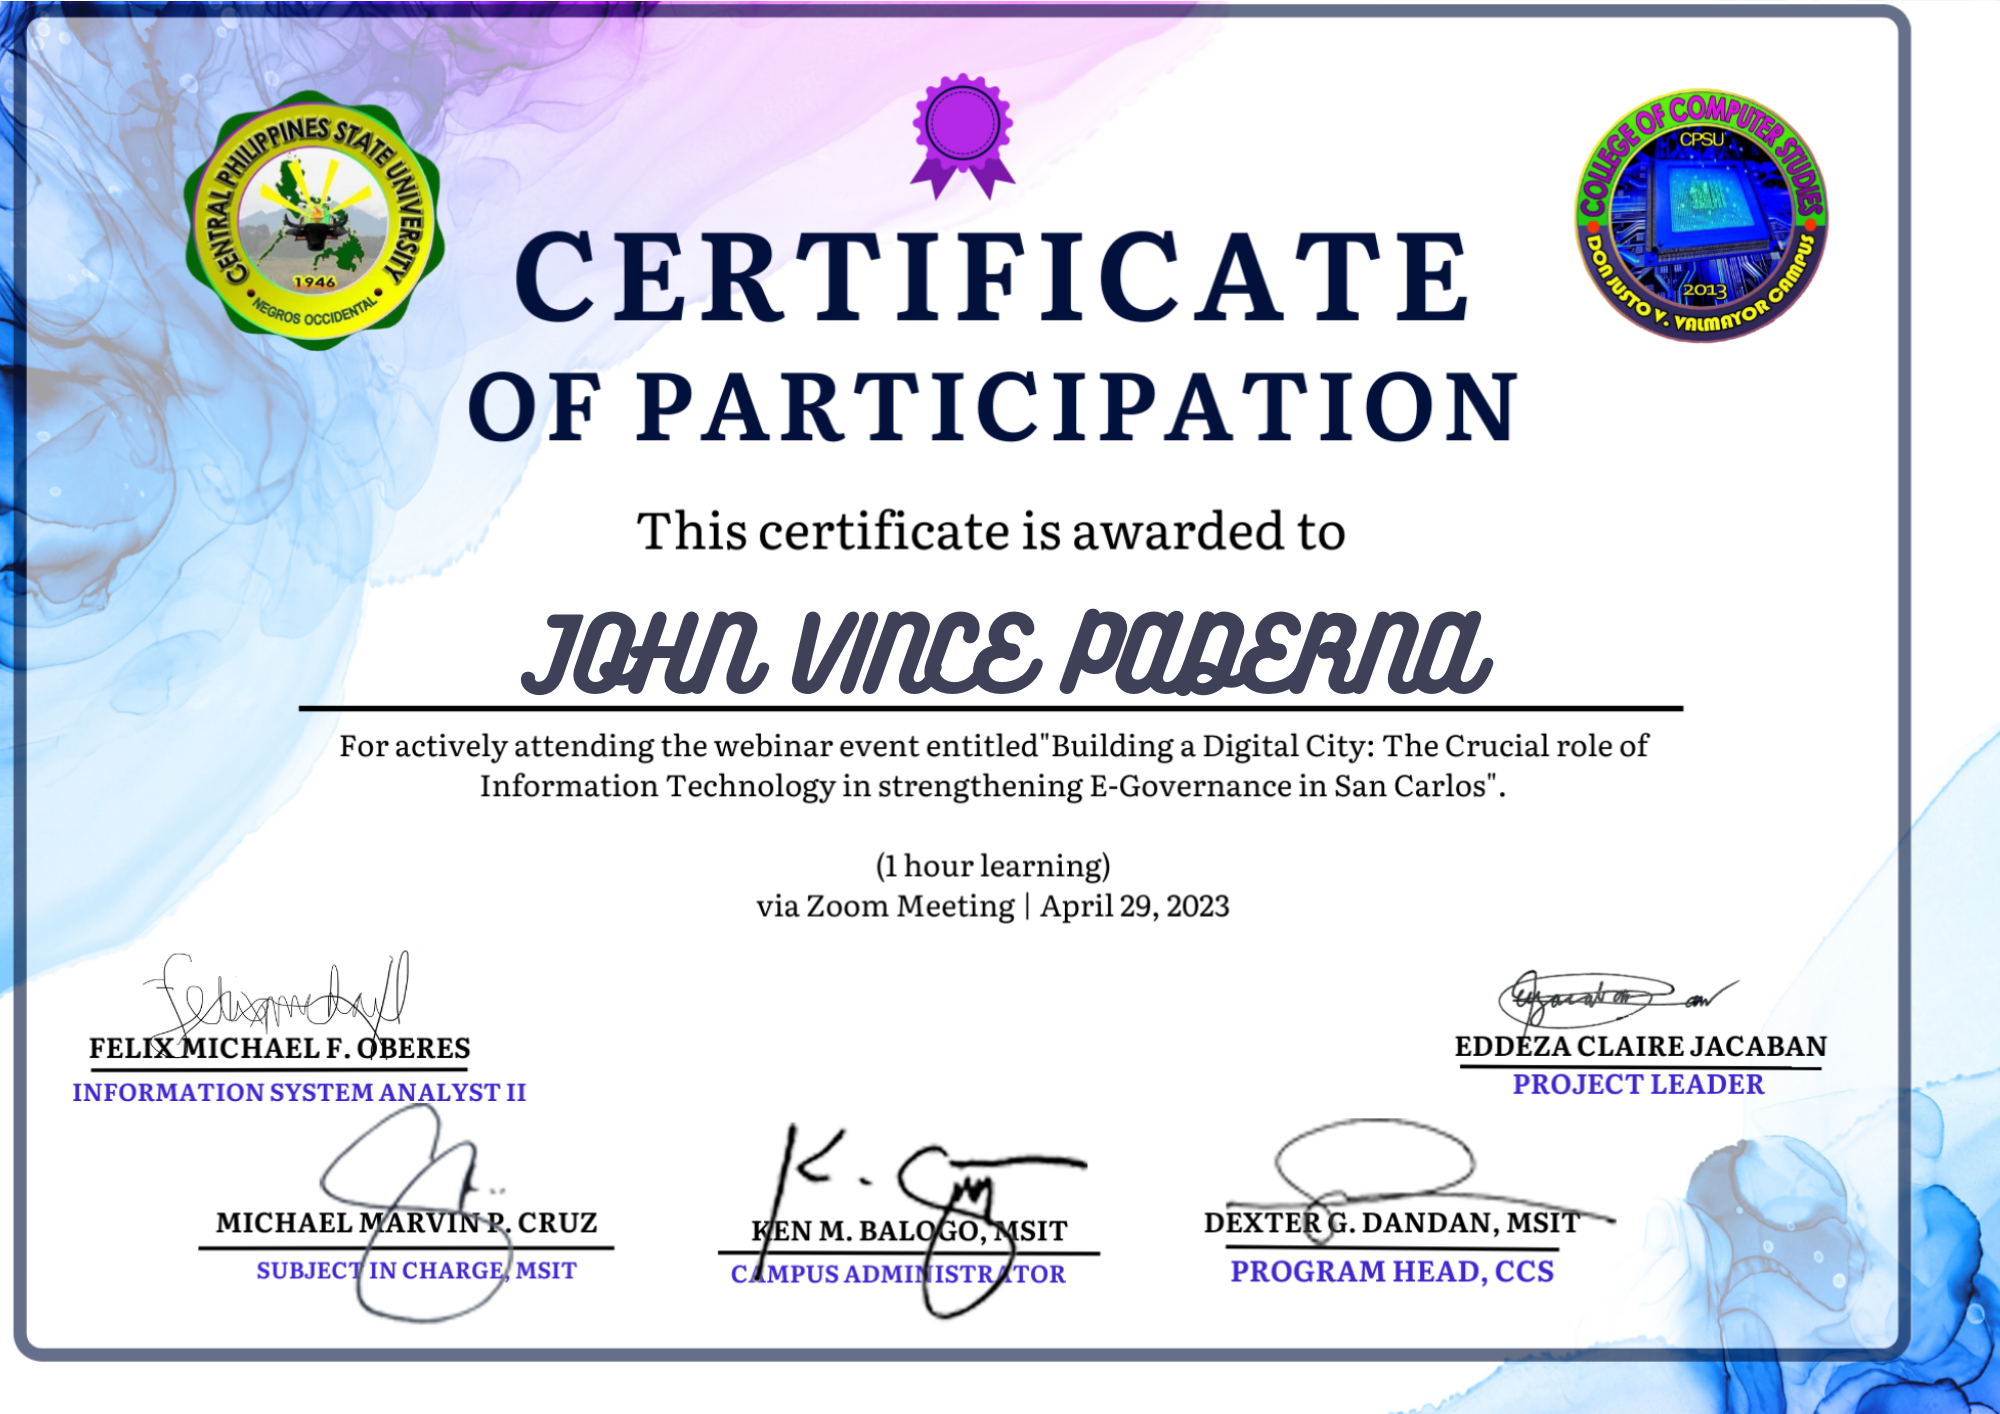 CENTRAL PHILIPPINES STATE UNIVERSITY
1946
• NEGROS OCCIDENTAL •
COLLEGE OF COMPUTER STUDIES
CPSU
2013
• DON JUSTO V. VALMAYOR CAMPUS •
CERTIFICATE
OF PARTICIPATION
This certificate is awarded to
JOHN VINCE PADERNA
For actively attending the webinar event entitled"Building a Digital City: The Crucial role of
Information Technology in strengthening E-Governance in San Carlos".
(1 hour learning)
via Zoom Meeting | April 29, 2023
FELIX MICHAEL F. OBERES
INFORMATION SYSTEM ANALYST II
EDDEZA CLAIRE JACABAN
PROJECT LEADER
MICHAEL MARVIN P. CRUZ
SUBJECT IN CHARGE, MSIT
KEN M. BALOGO, MSIT
CAMPUS ADMINISTRATOR
DEXTER G. DANDAN, MSIT
PROGRAM HEAD, CCS